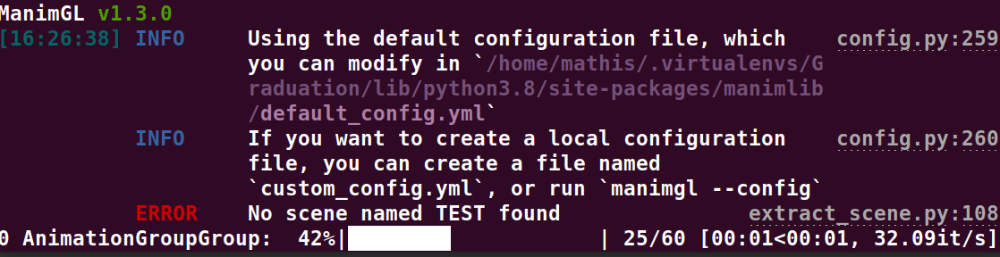 ManimGL v1.3.0
[16:26:38] INFO Using the default configuration file, which config.py:259
you can modify in `/home/mathis/.virtualenvs/G
raduation/lib/python3.8/site-packages/manimlib
/default_config.yml`
INFO If you want to create a local configuration config.py:260
file, you can create a file named
`custom_config.yml`, or run `manimgl --config`
ERROR No scene named TEST found extract_scene.py:108
0 AnimationGroupGroup: 42%| | 25/60 [00:01<00:01, 32.09it/s]